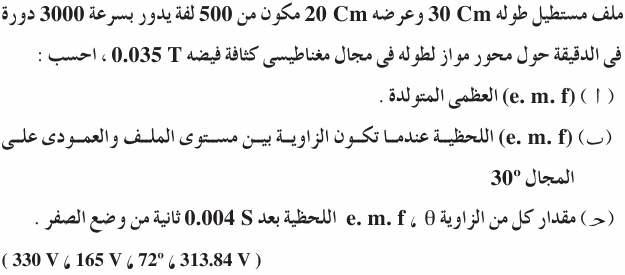 ملف مستطيل طوله 30 Cm وعرضه 20 Cm مكون من 500 لفة يدور بسرعة 3000 دورة
فى الدقيقة حول محور مواز لطوله فى مجال مغناطيسى كثافة فيضه 0.035 T ، احسب :
( ا ) (e. m. f) العظمى المتولدة .
(ب) (e. m. f) اللحظية عندما تكون الزاوية بين مستوى الملف والعمودى على
المجال 30º
(حـ) مقدار كل من الزاوية θ ، e. m. f اللحظية بعد 0.004 S ثانية من وضع الصفر .
( 330 V ، 165 V ، 72º ، 313.84 V )